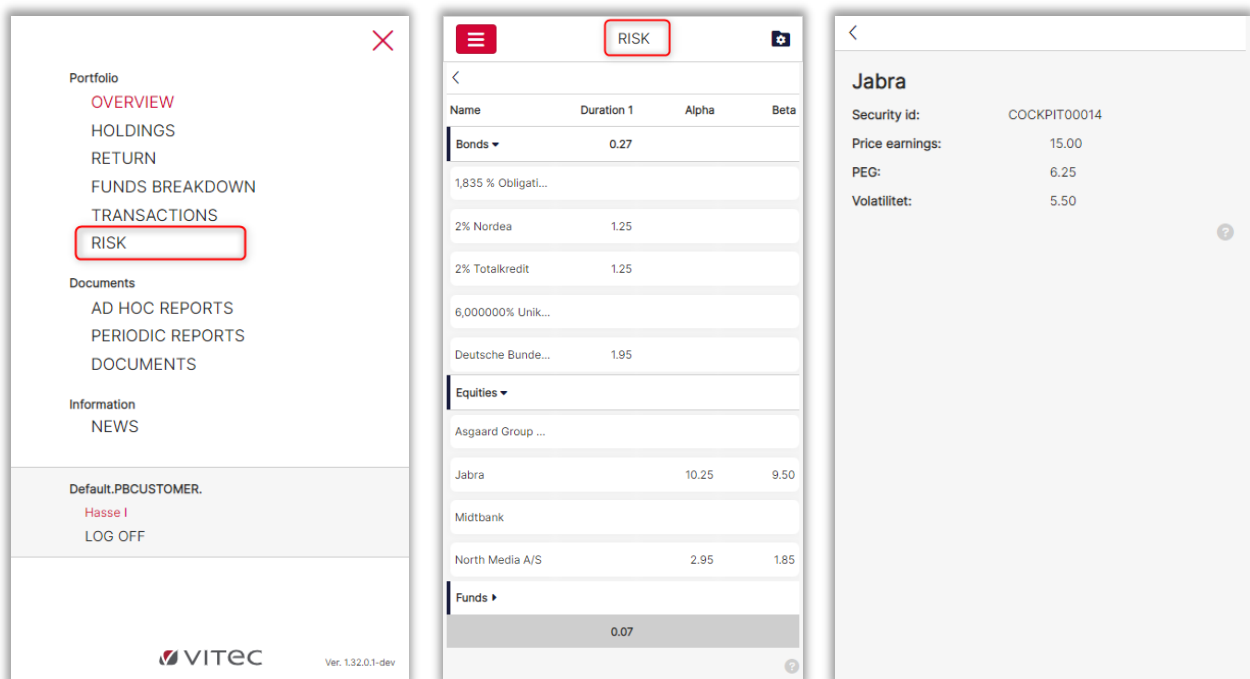 Portfolio
OVERVIEW
HOLDINGS
RETURN
FUNDS BREAKDOWN
TRANSACTIONS
RISK
Documents
AD HOC REPORTS
PERIODIC REPORTS
DOCUMENTS
Information
NEWS
Default.PBCUSTOMER.
Hasse I
LOG OFF
VITEC
Ver. 1.32.0.1-dev
RISK
Name Duration 1 Alpha Beta
Bonds 0.27
1,835 % Obligati...
2% Nordea 1.25
2% Totalkredit 1.25
6,000000% Unik...
Deutsche Bunde... 1.95
Equities
Asgaard Group ...
Jabra 10.25 9.50
Midtbank
North Media A/S 2.95 1.85
Funds
0.07
?
Jabra
Security id: COCKPIT00014
Price earnings: 15.00
PEG: 6.25
Volatilitet: 5.50
?